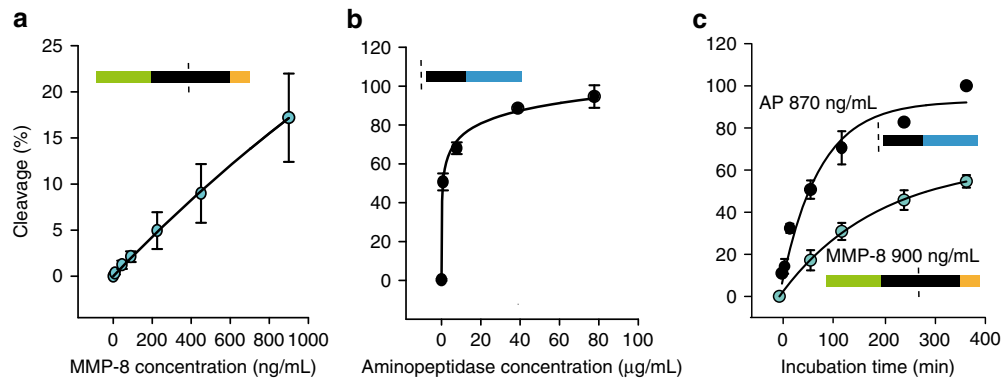 a
Cleavage (%)
25
20
15
10
5
0
0 200 400 600 800 1000
MMP-8 concentration (ng/mL)
b
120
100
80
60
40
20
0
0 20 40 60 80 100
Aminopeptidase concentration (μg/mL)
c
120
100
80
60
40
20
0
AP 870 ng/mL
MMP-8 900 ng/mL
0 100 200 300 400
Incubation time (min)